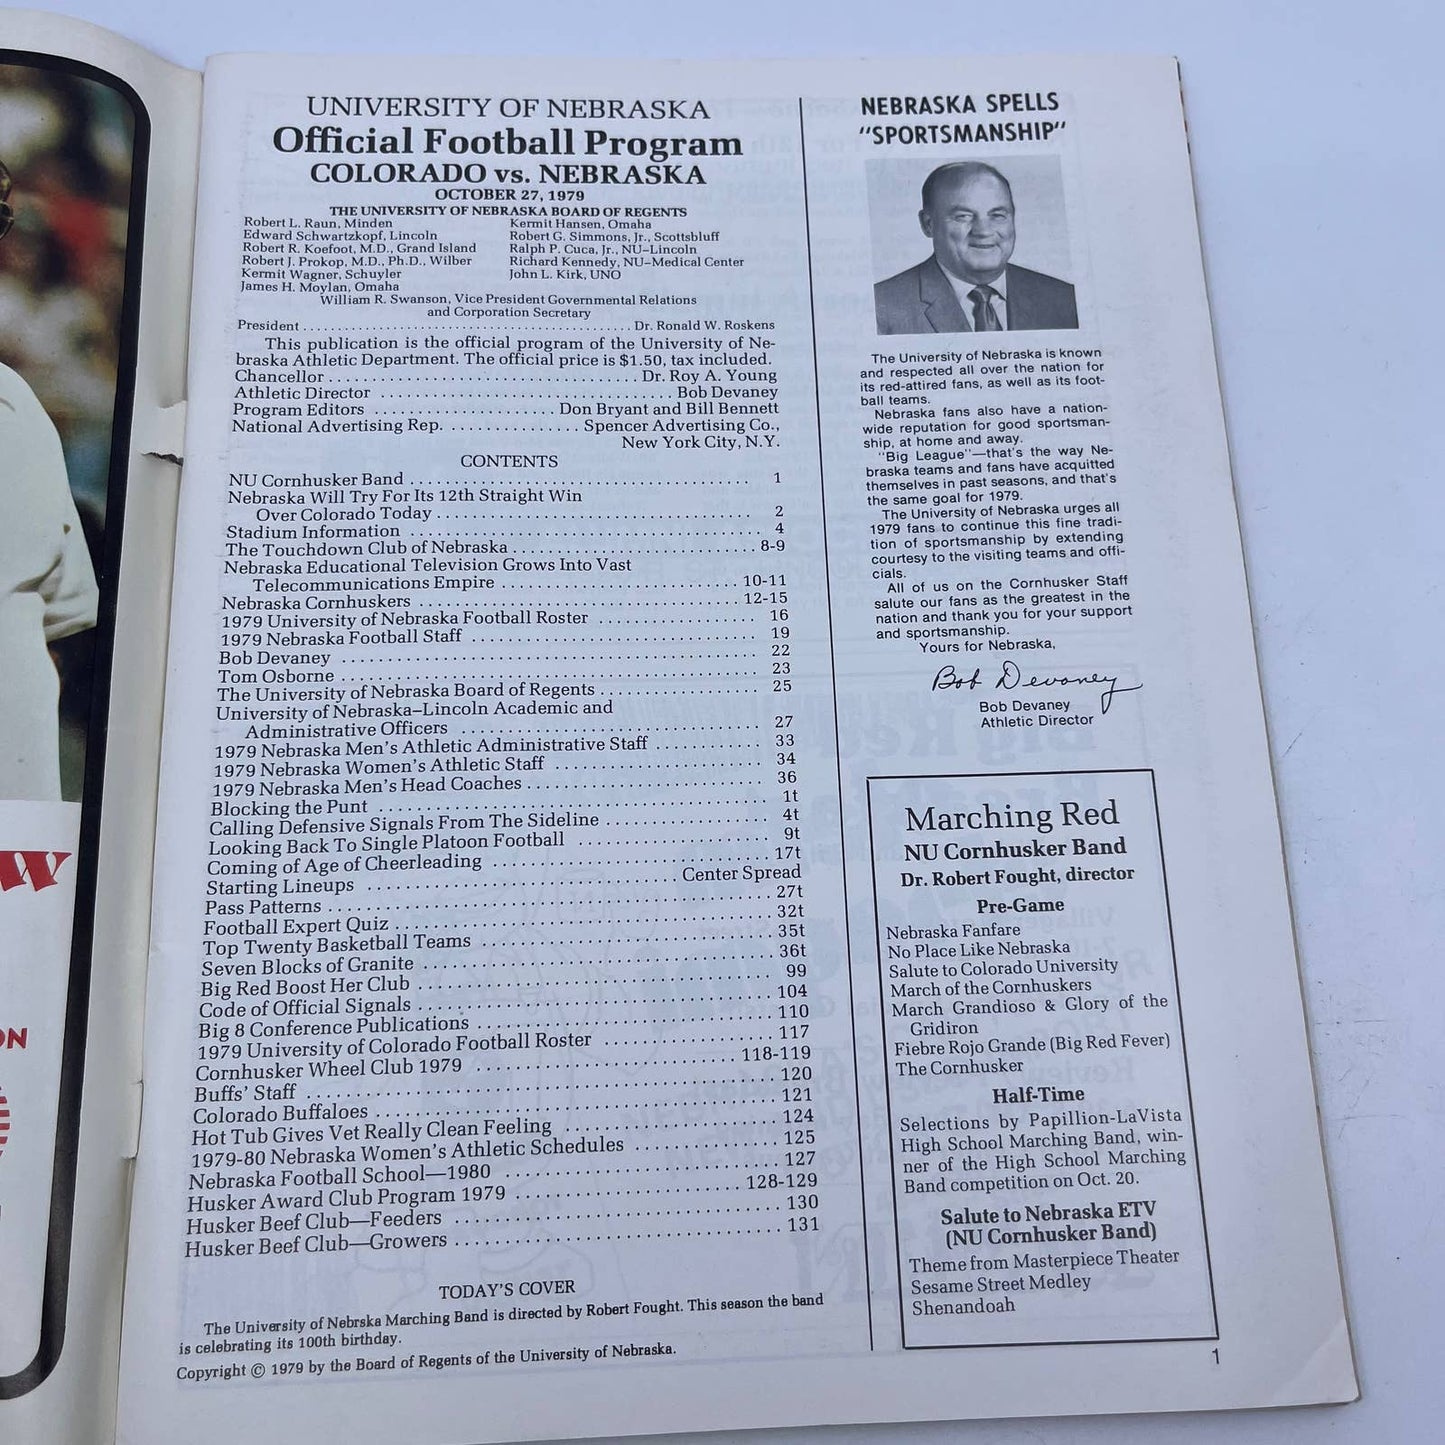 UNIVERSITY OF NEBRASKA
Official Football Program
COLORADO vs. NEBRASKA
OCTOBER 27, 1979
THE UNIVERSITY OF NEBRASKA BOARD OF REGENTS
Robert L. Raun, Minden
Edward Schwartzkopf, Lincoln
Robert R. Koefoot, M.D., Grand Island
Robert J. Prokop, M.D., Ph.D., Wilber
Kermit Wagner, Schuyler
James H. Moylan, Omaha
Kermit Hansen, Omaha
Robert G. Simmons, Jr., Scottsbluff
Ralph P. Cuca, Jr., NU–Lincoln
Richard Kennedy, NU–Medical Center
John L. Kirk, UNO
William R. Swanson, Vice President Governmental Relations
and Corporation Secretary
President . . . . . Dr. Ronald W. Roskens
This publication is the official program of the University of Ne-
braska Athletic Department. The official price is $1.50, tax included.
Chancellor . . . . . Dr. Roy A. Young
Athletic Director . . . . . Bob Devaney
Program Editors . . . . . Don Bryant and Bill Bennett
National Advertising Rep. . . . . . Spencer Advertising Co.,
New York City, N.Y.
CONTENTS
NU Cornhusker Band . . . . . 1
Nebraska Will Try For Its 12th Straight Win
Over Colorado Today . . . . . 2
Stadium Information . . . . . 4
The Touchdown Club of Nebraska . . . . . 8-9
Nebraska Educational Television Grows Into Vast
Telecommunications Empire . . . . . 10-11
Nebraska Cornhuskers . . . . . 12-15
1979 University of Nebraska Football Roster . . . . . 16
1979 Nebraska Football Staff . . . . . 19
Bob Devaney . . . . . 22
Tom Osborne . . . . . 23
The University of Nebraska Board of Regents . . . . . 25
University of Nebraska–Lincoln Academic and
Administrative Officers . . . . . 27
1979 Nebraska Men's Athletic Administrative Staff . . . . . 33
1979 Nebraska Women's Athletic Staff . . . . . 34
1979 Nebraska Men's Head Coaches . . . . . 36
Blocking the Punt . . . . . 1t
Calling Defensive Signals From The Sideline . . . . . 4t
Looking Back To Single Platoon Football . . . . . 9t
Coming of Age of Cheerleading . . . . . 17t
Starting Lineups . . . . . Center Spread
Pass Patterns . . . . . 27t
Football Expert Quiz . . . . . 32t
Top Twenty Basketball Teams . . . . . 35t
Seven Blocks of Granite . . . . . 36t
Big Red Boost Her Club . . . . . 99
Code of Official Signals . . . . . 104
Big 8 Conference Publications . . . . . 110
1979 University of Colorado Football Roster . . . . . 117
Cornhusker Wheel Club 1979 . . . . . 118-119
Buffs' Staff . . . . . 120
Colorado Buffaloes . . . . . 121
Hot Tub Gives Vet Really Clean Feeling . . . . . 124
1979-80 Nebraska Women's Athletic Schedules . . . . . 125
Nebraska Football School—1980 . . . . . 127
Husker Award Club Program 1979 . . . . . 128-129
Husker Beef Club—Feeders . . . . . 130
Husker Beef Club—Growers . . . . . 131
TODAY'S COVER
The University of Nebrska Marching Band is directed by Robert Fought. This season the band
is celebrating its 100th birthday.
Copyright © 1979 by the Board of Regents of the University of Nebraska.
NEBRASKA SPELLS
"SPORTSMANSHIP"
The University of Nebraska is known
and respected all over the nation for
its red-attired fans, as well as its foot-
ball teams.
Nebraska fans also have a nation-
wide reputation for good sportsman-
ship, at home and away.
"Big League"—that's the way Ne-
braska teams and fans have acquitted
themselves in past seasons, and that's
the same goal for 1979.
The University of Nebraska urges all
1979 fans to continue this fine tradi-
tion of sportsmanship by extending
courtesy to the visiting teams and offi-
cials.
All of us on the Cornhusker Staff
salute our fans as the greatest in the
nation and thank you for your support
and sportsmanship.
Yours for Nebraska,
Bob Devaney
Bob Devaney
Athletic Director
Marching Red
NU Cornhusker Band
Dr. Robert Fought, director
Pre-Game
Nebraska Fanfare
No Place Like Nebraska
Salute to Colorado University
March of the Cornhuskers
March Grandioso & Glory of the
Gridiron
Fiebre Rojo Grande (Big Red Fever)
The Cornhusker
Half-Time
Selections by Papillion-LaVista
High School Marching Band, win-
ner of the High School Marching
Band competition on Oct. 20.
Salute to Nebraska ETV
(NU Cornhusker Band)
Theme from Masterpiece Theater
Sesame Street Medley
Shenandoah
1